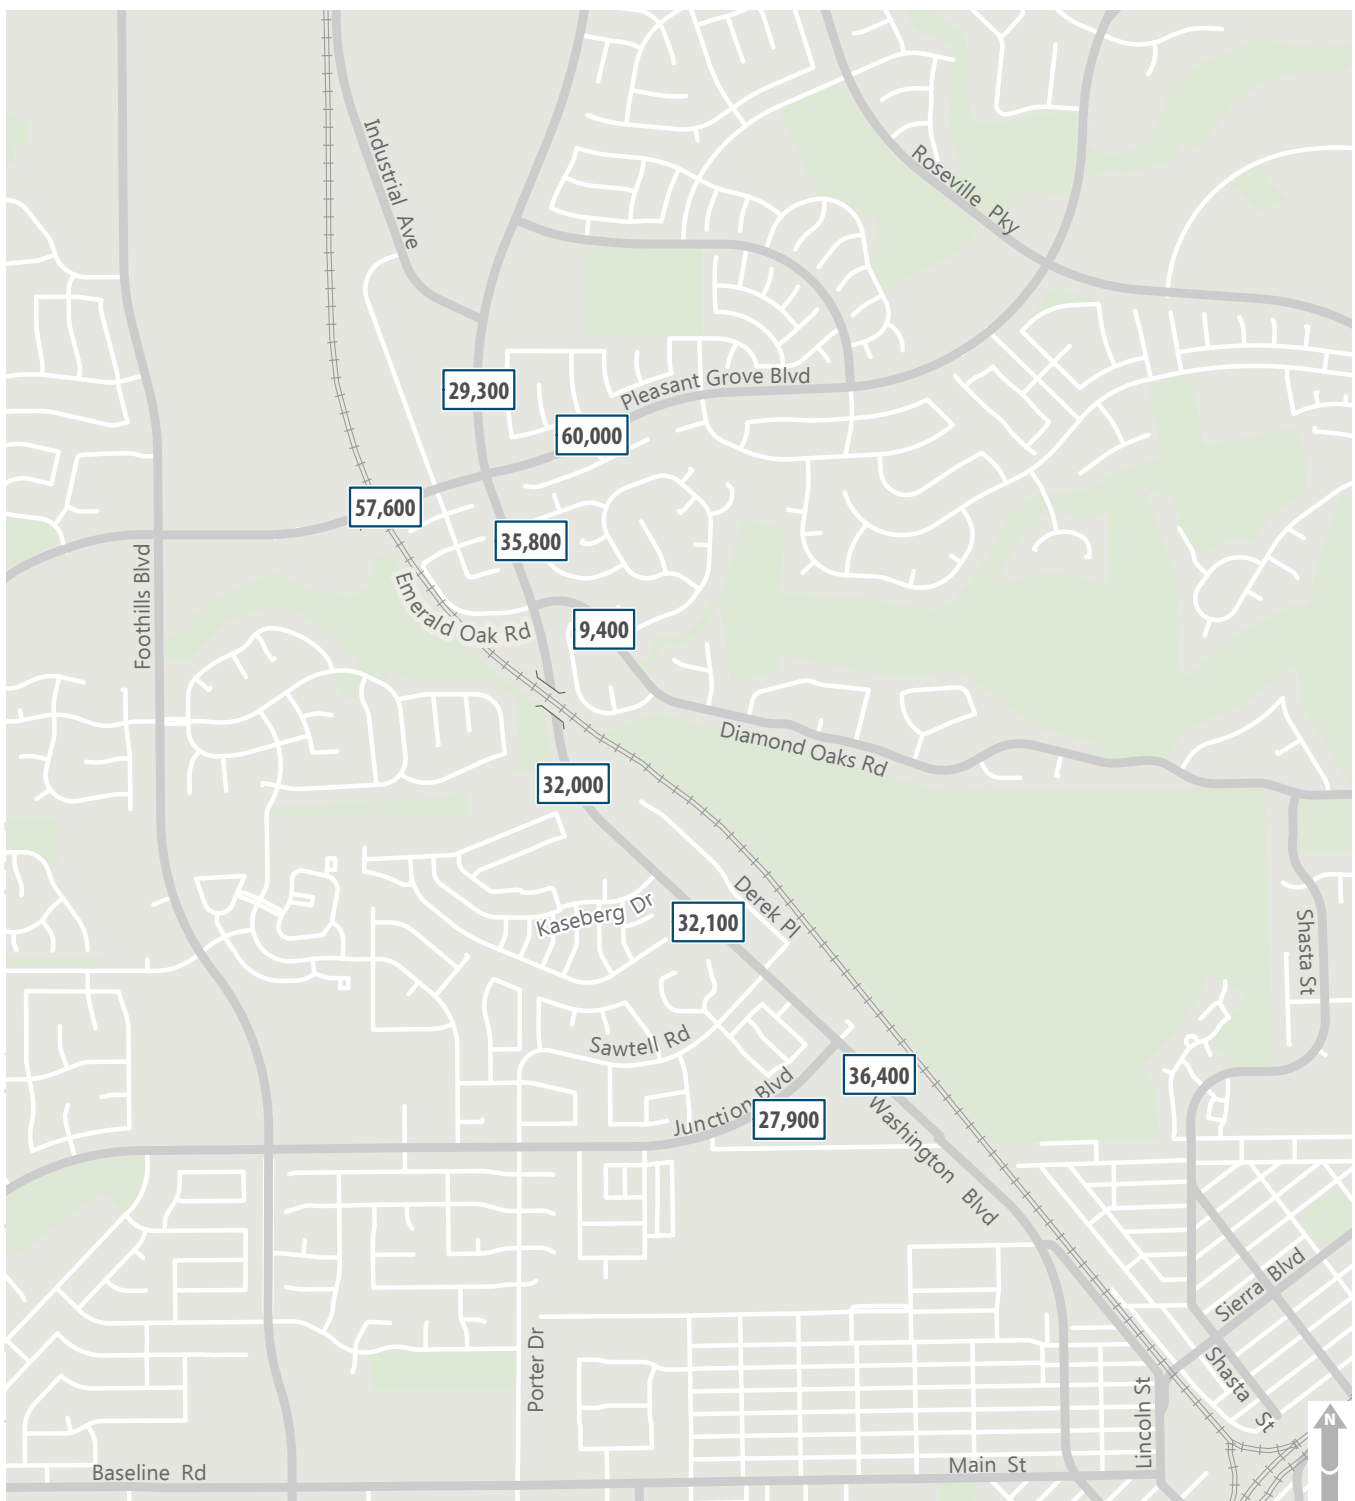 Industrial Ave
Roseville Pky
29,300
Pleasant Grove Blvd
60,000
57,600
35,800
Foothills Blvd
Emerald Oak Rd
9,400
Diamond Oaks Rd
32,000
Derek Pl
Kaseberg Dr
32,100
Shasta St
Sawtell Rd
36,400
Junction Blvd
27,900
Washington Blvd
Sierra Blvd
Porter Dr
Shasta St
Lincoln St
N
Main St
Baseline Rd